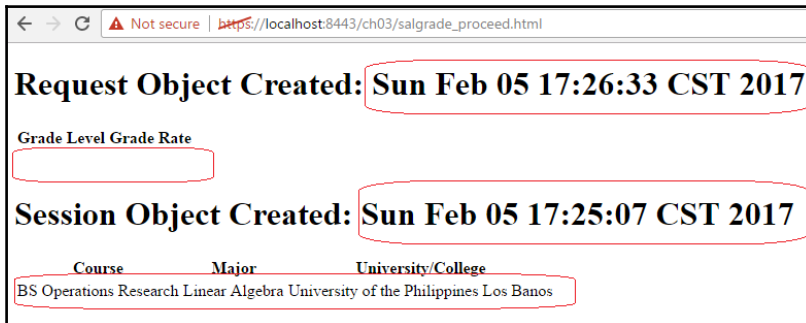 Not secure | https://localhost:8443/ch03/salgrade_proceed.html
Request Object Created: Sun Feb 05 17:26:33 CST 2017
Grade Level Grade Rate
Session Object Created: Sun Feb 05 17:25:07 CST 2017
Course Major University/College
BS Operations Research Linear Algebra University of the Philippines Los Banos